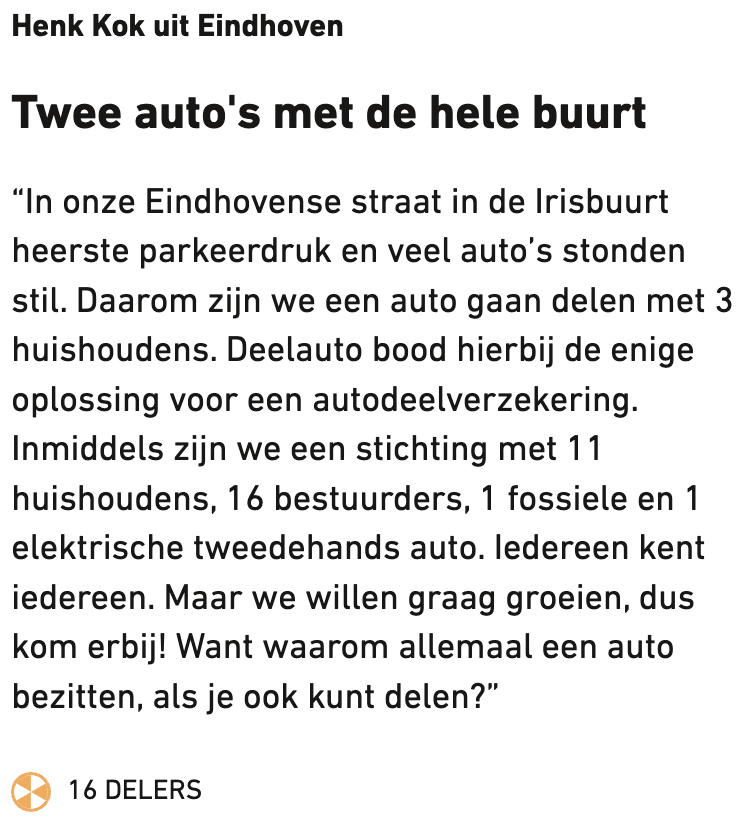 Henk Kok uit Eindhoven
Twee auto's met de hele buurt
“In onze Eindhovense straat in de Irisbuurt
heerste parkeerdruk en veel auto’s stonden
stil. Daarom zijn we een auto gaan delen met 3
huishoudens. Deelauto bood hierbij de enige
oplossing voor een autodeelverzekering.
Inmiddels zijn we een stichting met 11
huishoudens, 16 bestuurders, 1 fossiele en 1
elektrische tweedehands auto. Iedereen kent
iedereen. Maar we willen graag groeien, dus
kom erbij! Want waarom allemaal een auto
bezitten, als je ook kunt delen?”
16 DELERS